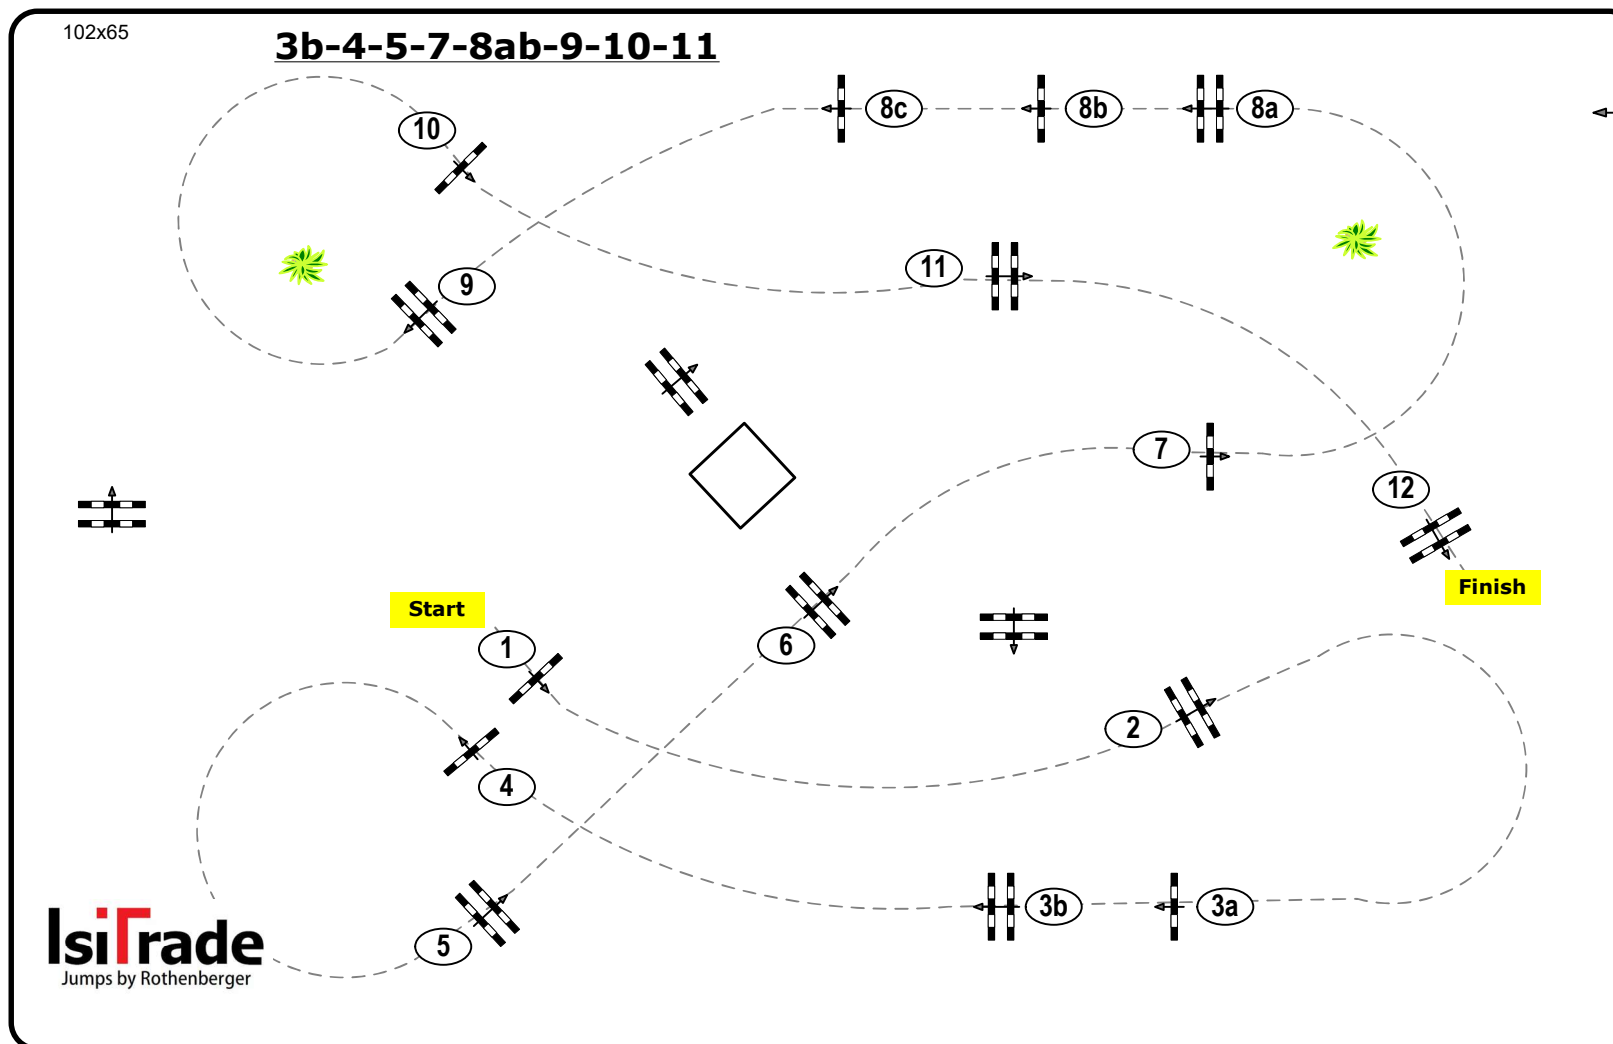 102x65
3b-4-5-7-8ab-9-10-11
8c
8b
8a
10
11
9
7
12
Finish
Start
1
6
2
4
3b
3a
5
IsiTrade
Jumps by Rothenberger